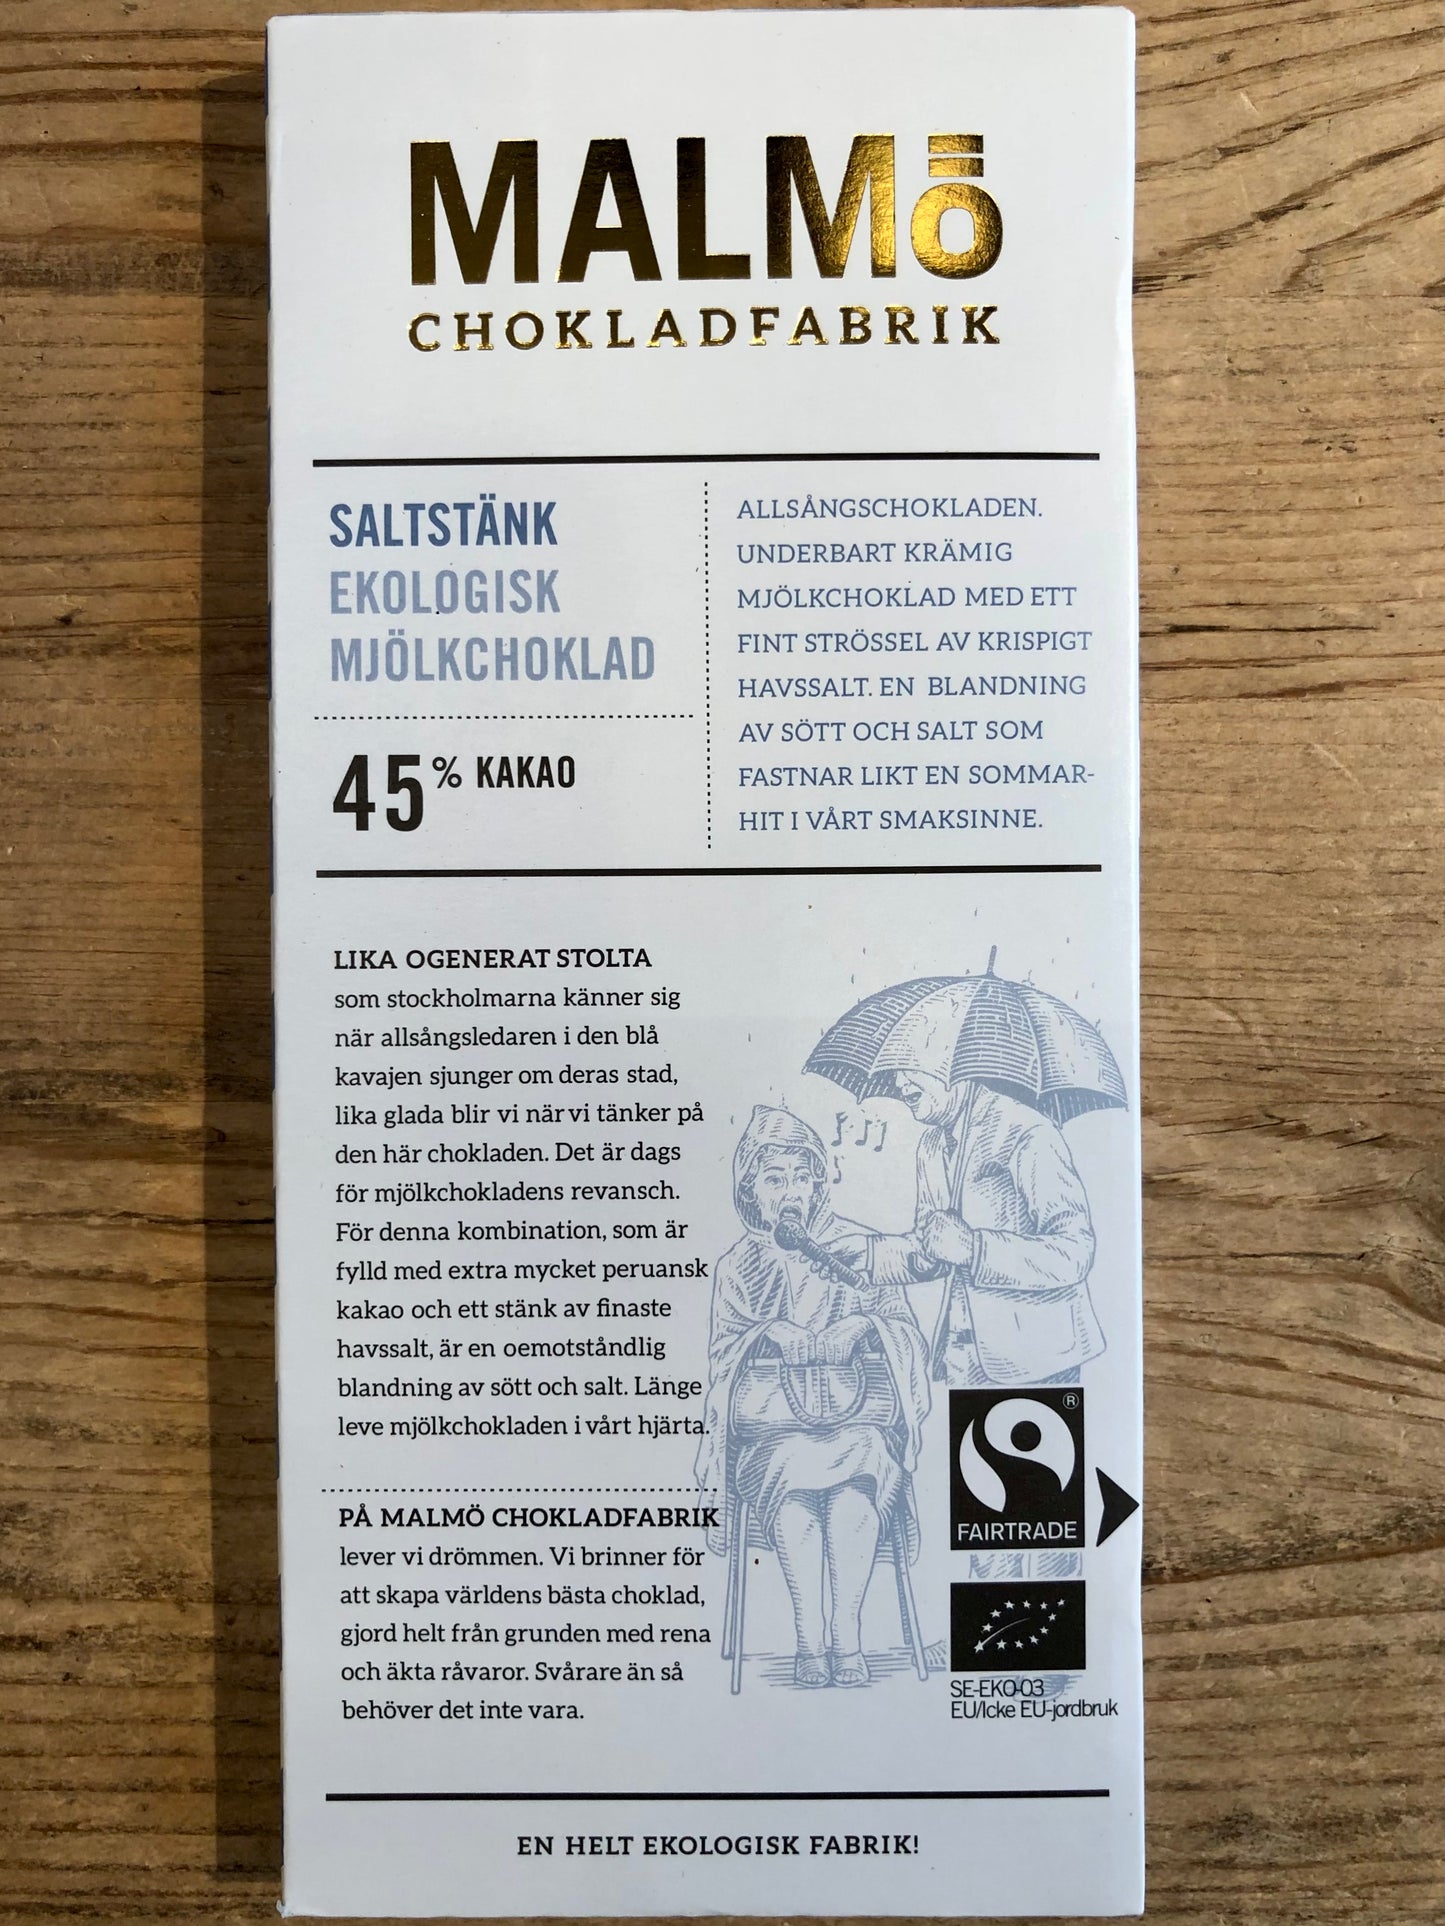 MALMÖ
CHOKLADFABRIK
SALTSTÄNK
EKOLOGISK
MJÖLKCHOKLAD
45% KAKAO
ALLSÅNGSCHOKLADEN.
UNDERBART KRÄMIG
MJÖLKCHOKLAD MED ETT
FINT STRÖSSEL AV KRISPIGT
HAVSSALT. EN BLANDNING
AV SÖTT OCH SALT SOM
FASTNAR LIKT EN SOMMAR-
HIT I VÅRT SMAKSINNE.
LIKA OGENERAT STOLTA
som stockholmarna känner sig
när allsångsledaren i den blå
kavajen sjunger om deras stad,
lika glada blir vi när vi tänker på
den här chokladen. Det är dags
för mjölkchokladens revansch.
För denna kombination, som är
fylld med extra mycket peruansk
kakao och ett stänk av finaste
havssalt, är en oemotståndlig
blandning av sött och salt. Länge
leve mjölkchokladen i vårt hjärta.
PÅ MALMÖ CHOKLADFABRIK
lever vi drömmen. Vi brinner för
att skapa världens bästa choklad,
gjord helt från grunden med rena
och äkta råvaror. Svårare än så
behöver det inte vara.
®
FAIRTRADE
SE-EKO-03
EU/Icke EU-jordbruk
EN HELT EKOLOGISK FABRIK!